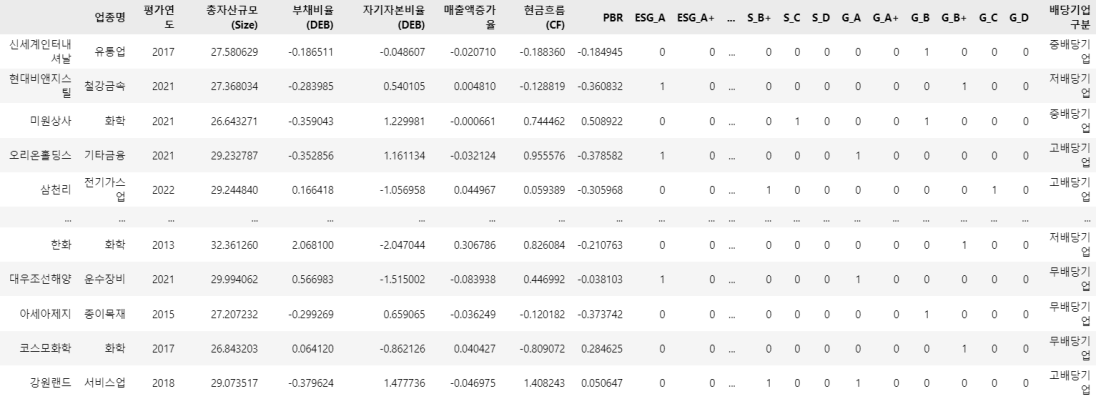 업종명 평가연도 총자산규모(Size) 부채비율(DEB) 자기자본비율(DEB) 매출액증가율 현금흐름(CF) PBR ESG_A ESG_A+ ... S_B+ S_C S_D G_A G_A+ G_B G_B+ G_C G_D 배당기업구분
신세계인터내셔날 유통업 2017 27.580629 -0.186511 -0.048607 -0.020710 -0.188360 -0.184945 0 0 ... 0 0 0 0 0 1 0 0 0 중배당기업
현대비앤지스틸 철강금속 2021 27.368034 -0.283985 0.540105 0.004810 -0.128819 -0.360832 1 0 ... 0 0 0 0 0 0 1 0 0 저배당기업
미원상사 화학 2021 26.643271 -0.359043 1.229981 -0.000661 0.744462 0.508922 0 0 ... 0 1 0 0 0 1 0 0 0 중배당기업
오리온홀딩스 기타금융 2021 29.232787 -0.352856 1.161134 -0.032124 0.955576 -0.378582 1 0 ... 0 0 0 1 0 0 0 0 0 고배당기업
삼천리 전기가스업 2022 29.244840 0.166418 -1.056958 0.044967 0.059389 -0.305968 0 0 ... 1 0 0 0 0 0 0 1 0 고배당기업
... ... ... ... ... ... ... ... ... ... ... ... ... ... ... ... ... ... ... ... ... ...
한화 화학 2013 32.361260 2.068100 -2.047044 0.306786 0.826084 -0.210763 0 0 ... 0 0 0 0 0 0 1 0 0 저배당기업
대우조선해양 운수장비 2021 29.994062 0.566983 -1.515002 -0.083938 0.446992 -0.038103 1 0 ... 0 0 0 1 0 0 0 0 0 무배당기업
아세아제지 종이목재 2015 27.207232 -0.299269 0.659065 -0.036249 -0.120182 -0.373742 0 0 ... 0 0 0 0 0 1 0 0 0 무배당기업
코스모화학 화학 2017 26.843203 0.064120 -0.862126 0.040427 -0.809072 0.284625 0 0 ... 0 0 0 0 0 0 1 0 0 무배당기업
강원랜드 서비스업 2018 29.073517 -0.379624 1.477736 -0.046975 1.408243 0.050647 0 0 ... 1 0 0 1 0 0 0 0 0 고배당기업